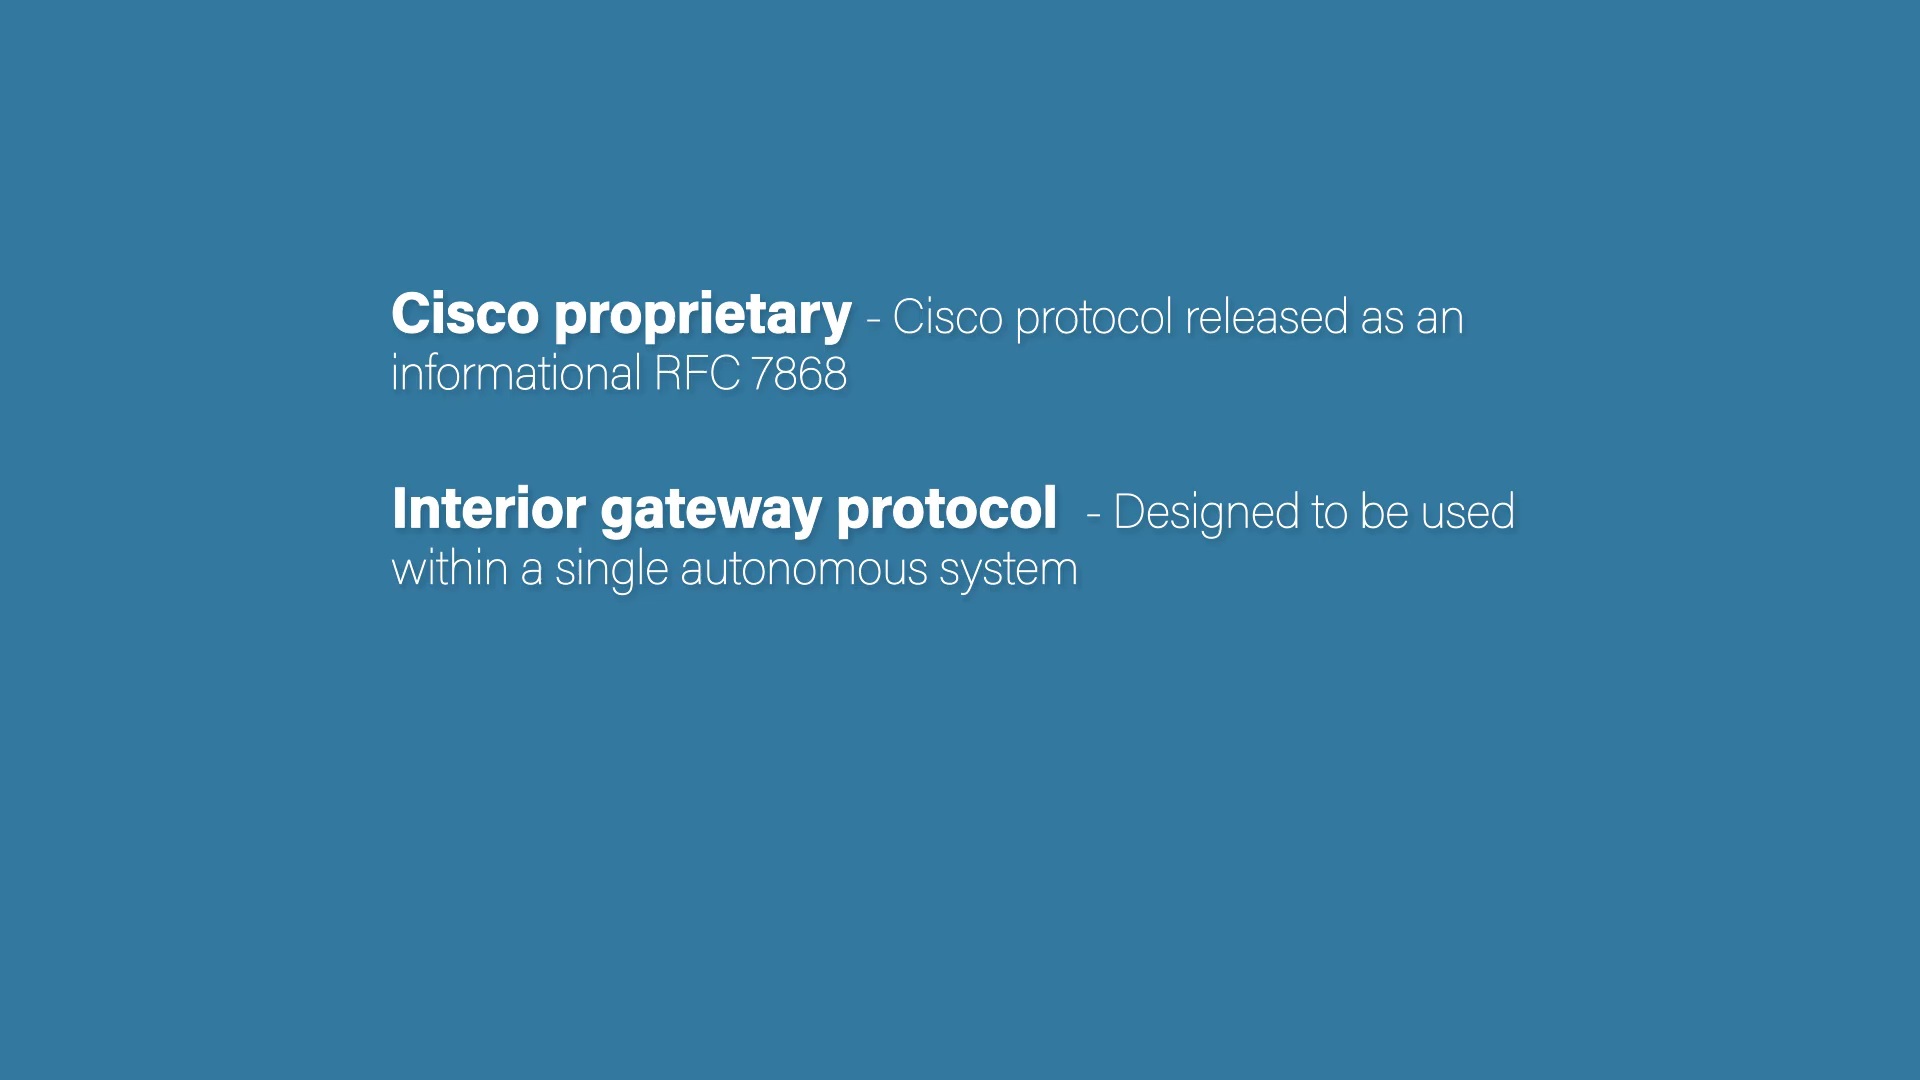 Cisco proprietary - Cisco protocol released as an
informational RFC 7868
Interior gateway protocol - Designed to be used
within a single autonomous system